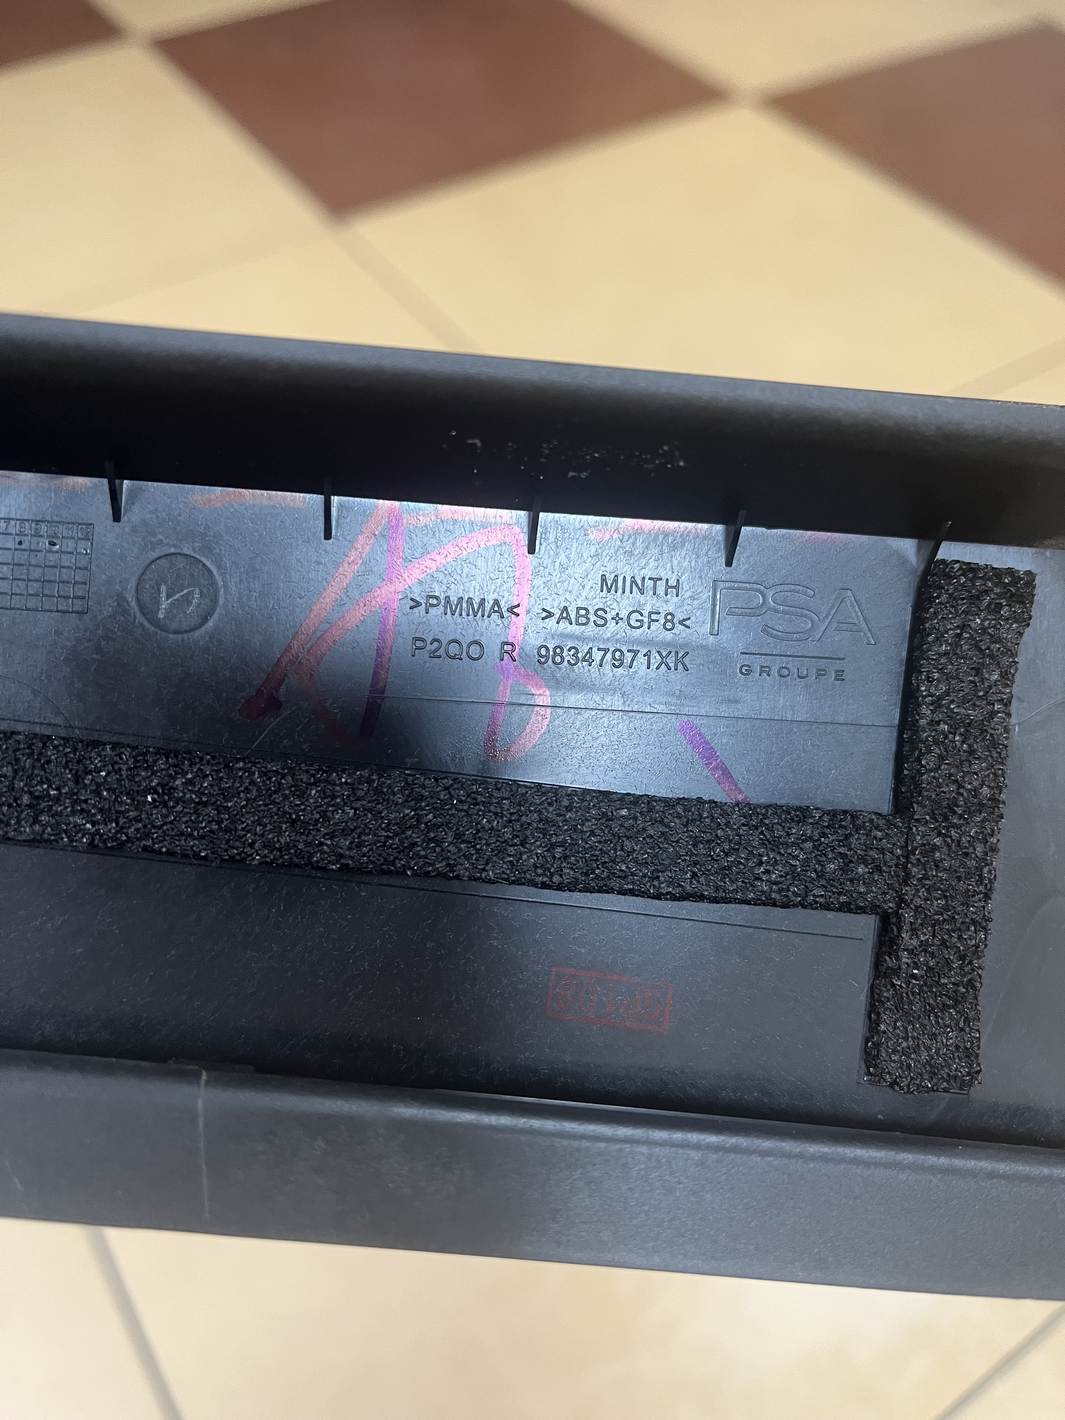 MINTH
>PMMA< >ABS+GF8<
P2QO R 98347971XK
PSA
GROUPE